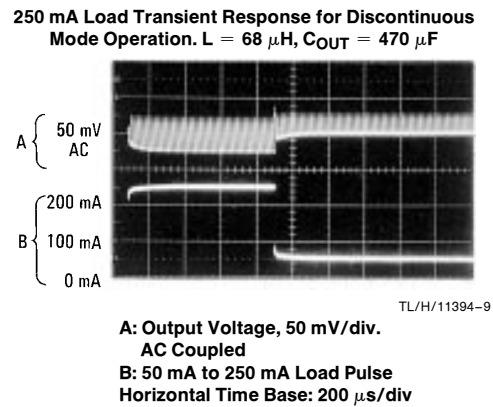 250 mA Load Transient Response for Discontinuous
Mode Operation. L = 68 μH, COUT = 470 μF
A { 50 mV
AC
B { 200 mA
100 mA
0 mA
TL/H/11394–9
A: Output Voltage, 50 mV/div.
AC Coupled
B: 50 mA to 250 mA Load Pulse
Horizontal Time Base: 200 μs/div